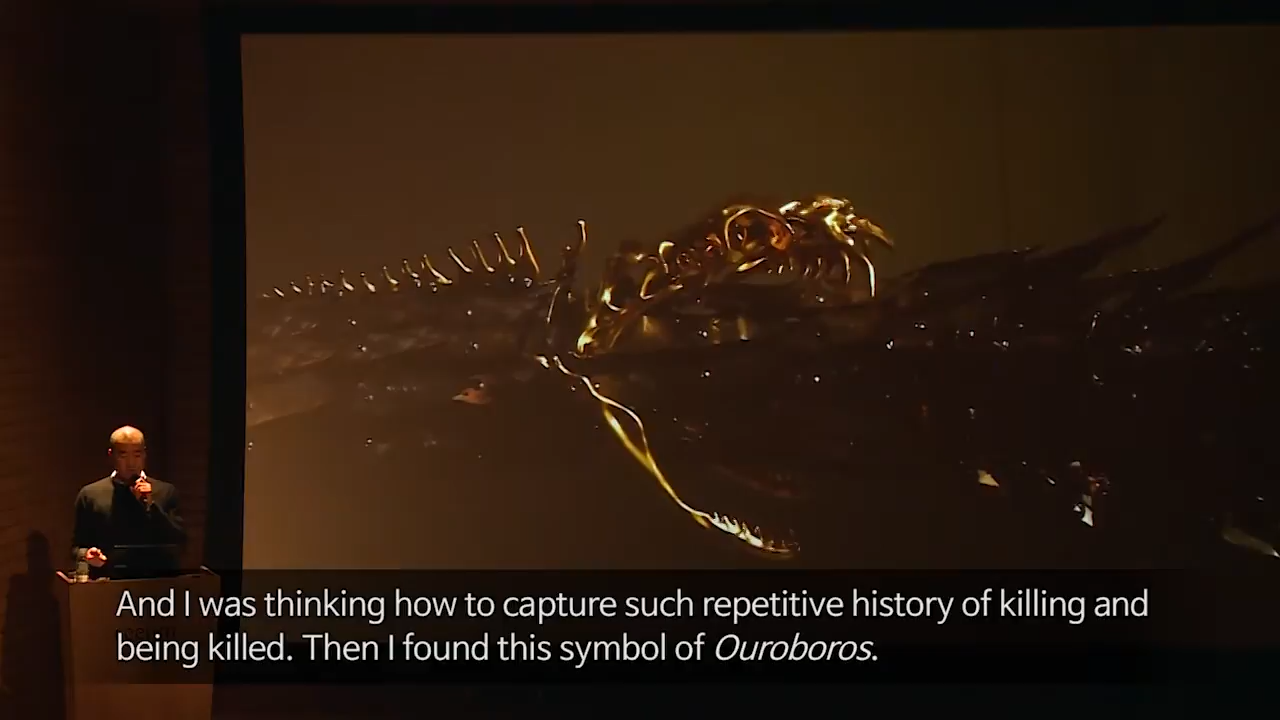 And I was thinking how to capture such repetitive history of killing and
being killed. Then I found this symbol of Ouroboros.